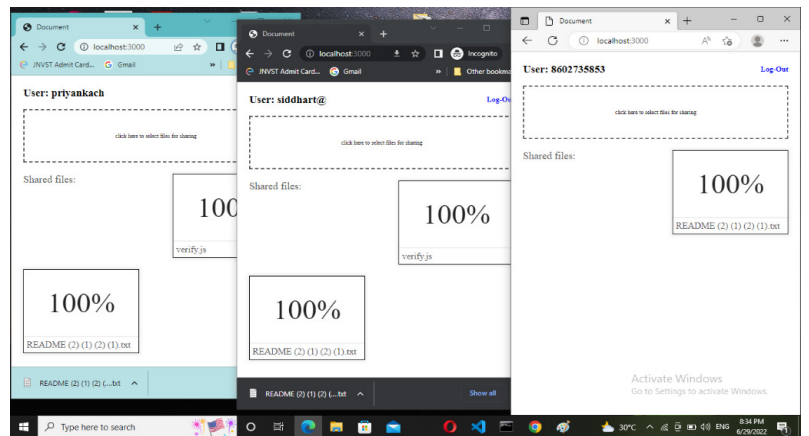 Document
localhost:3000
JNVST Admit Card...
Gmail
»
User: priyankach
click here to select files for sharing
Shared files:
100
verify.js
100%
README (2) (1) (2) (1).txt
README (2) (1) (2) (....txt
Document
localhost:3000
Incognito
JNVST Admit Card...
Gmail
»
Other bookma
User: siddhart@
Log-Ou
click here to select files for sharing
Shared files:
100%
verify.js
100%
README (2) (1) (2) (1).txt
README (2) (1) (2) (....txt
Show all
Document
localhost:3000
User: 8602735853
Log-Out
click here to select files for sharing
Shared files:
100%
README (2) (1) (2) (1).txt
Activate Windows
Go to Settings to activate Windows.
Type here to search
30°C
ENG
8:34 PM
6/29/2022